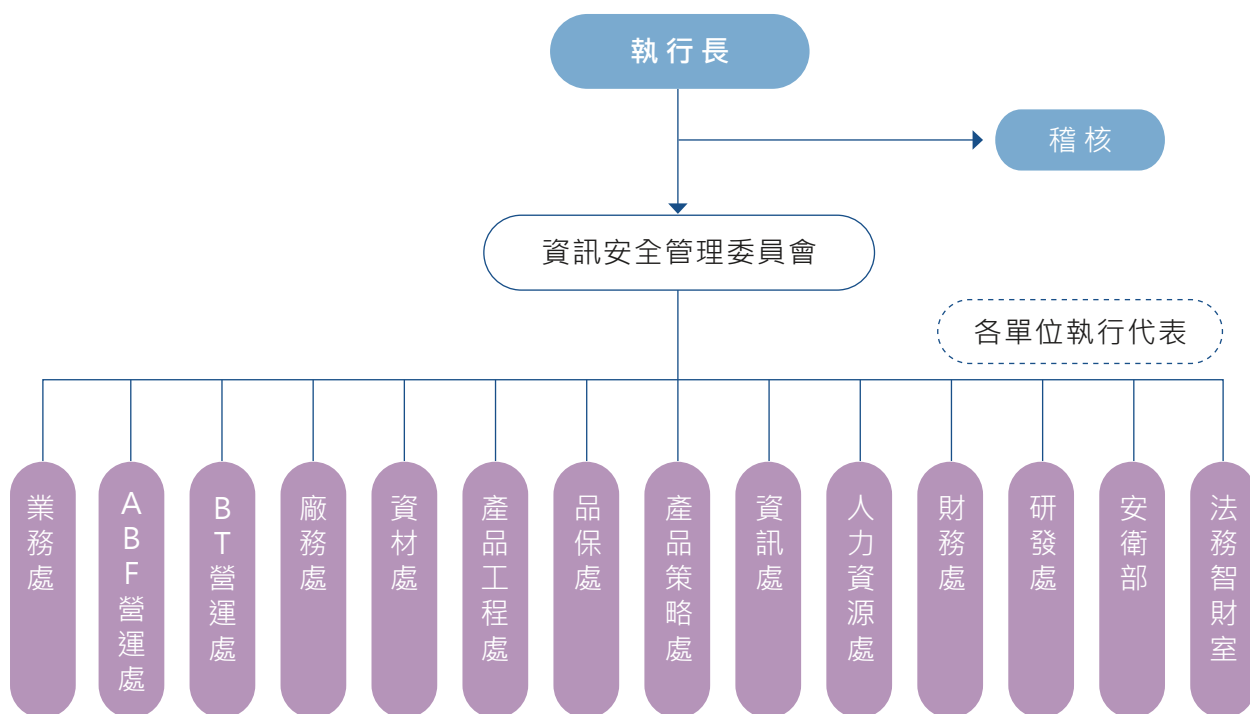 執行長
稽核
資訊安全管理委員會
各單位執行代表
業務處
ABF營運處
BT營運處
廠務處
資材處
產品工程處
品保處
產品策略處
資訊處
人力資源處
財務處
研發處
安衛部
法務智財室